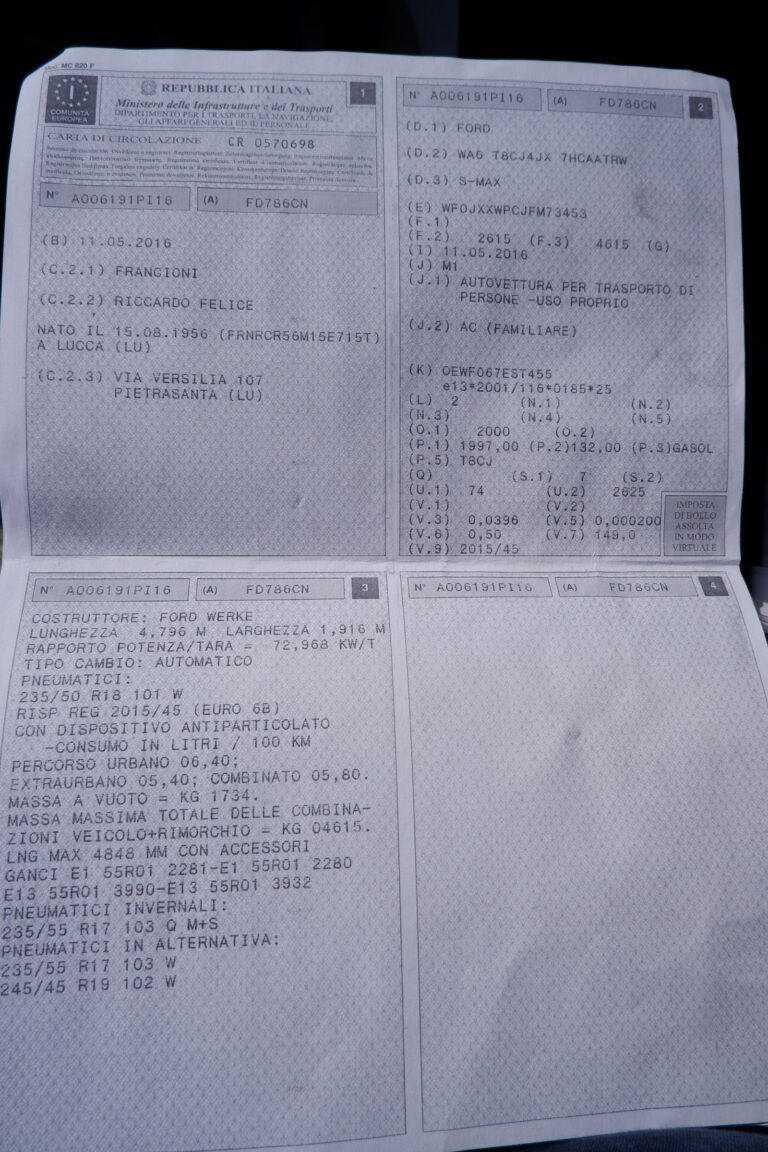 Mod. MC 820 F
I
COMUNITÀ
EUROPEA
REPUBBLICA ITALIANA
Ministero delle Infrastrutture e dei Trasporti
DIPARTIMENTO PER I TRASPORTI, LA NAVIGAZIONE,
GLI AFFARI GENERALI ED IL PERSONALE
1
CARTA DI CIRCOLAZIONE CR 0570698
N° A006191PI16 (A) FD786CN
(B) 11.05.2016
(C.2.1) FRANCIONI
(C.2.2) RICCARDO FELICE
NATO IL 15.08.1956 (FRNRCR56M15E715T)
A LUCCA (LU)
(C.2.3) VIA VERSILIA 107
PIETRASANTA (LU)
N° A006191PI16 (A) FD786CN 2
(D.1) FORD
(D.2) WA6 T8CJ4JX 7HCAATRW
(D.3) S-MAX
(E) WF0JXXWPCJFM73453
(F.1)
(F.2) 2615 (F.3) 4615 (G)
(I) 11.05.2016
(J) M1
(J.1) AUTOVETTURA PER TRASPORTO DI
PERSONE -USO PROPRIO
(J.2) AC (FAMILIARE)
(K) OEWF067EST455
e13*2001/116*0185*25
(L) 2 (N.1) (N.2)
(N.3) (N.4) (N.5)
(O.1) 2000 (O.2)
(P.1) 1997,00 (P.2)132,00 (P.3)GASOL
(P.5) T8CJ
(Q) (S.1) 7 (S.2)
(U.1) 74 (U.2) 2625
(V.1) (V.2)
(V.3) 0,0396 (V.5) 0,000200
(V.6) 0,50 (V.7) 149,0
(V.9) 2015/45
IMPOSTA
DI BOLLO
ASSOLTA
IN MODO
VIRTUALE
N° A006191PI16 (A) FD786CN 3
COSTRUTTORE: FORD WERKE
LUNGHEZZA 4,796 M LARGHEZZA 1,916 M
RAPPORTO POTENZA/TARA = 72,968 KW/T
TIPO CAMBIO: AUTOMATICO
PNEUMATICI:
235/50 R18 101 W
RISP REG 2015/45 (EURO 6B)
CON DISPOSITIVO ANTIPARTICOLATO
-CONSUMO IN LITRI / 100 KM
PERCORSO URBANO 06,40;
EXTRAURBANO 05,40; COMBINATO 05,80.
MASSA A VUOTO = KG 1734.
MASSA MASSIMA TOTALE DELLE COMBINA-
ZIONI VEICOLO+RIMORCHIO = KG 04615.
LNG MAX 4848 MM CON ACCESSORI
GANCI E1 55R01 2281-E1 55R01 2280
E13 55R01 3990-E13 55R01 3932
PNEUMATICI INVERNALI:
235/55 R17 103 Q M+S
PNEUMATICI IN ALTERNATIVA:
235/55 R17 103 W
245/45 R19 102 W
N° A006191PI16 (A) FD786CN 4